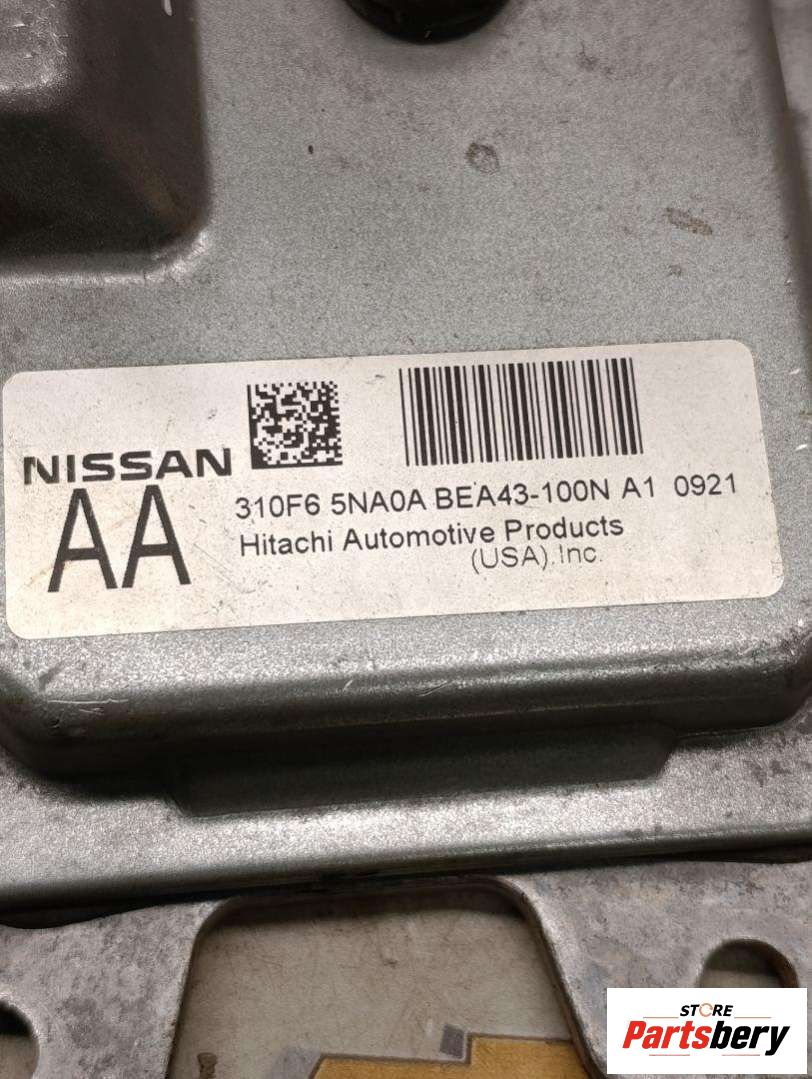 NISSAN
AA
310F6 5NA0A BEA43-100N A1 0921
Hitachi Automotive Products
(USA).Inc.
STORE
Partsbery